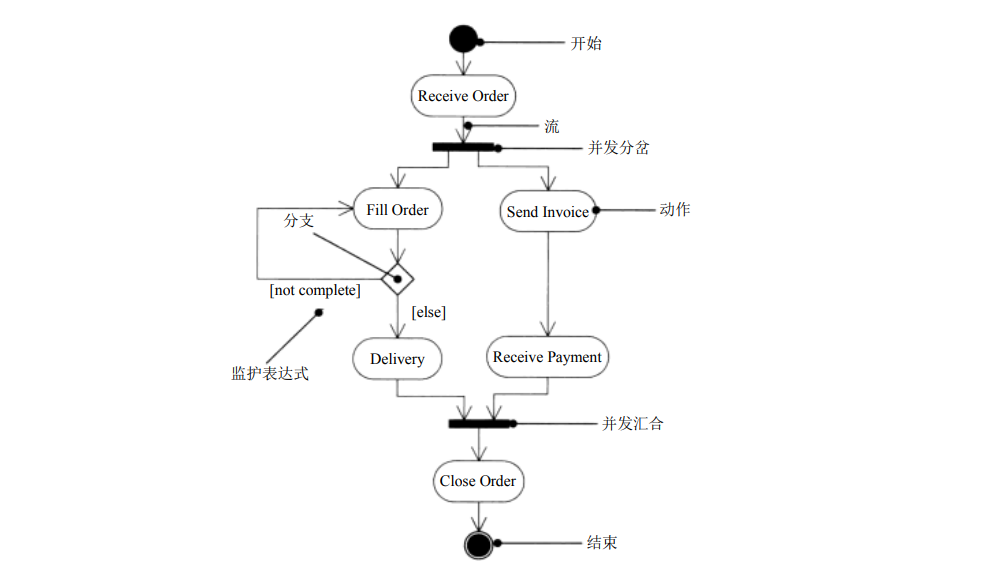 开始
Receive Order
流
并发分岔
Fill Order
Send Invoice
动作
分支
[not complete]
[else]
监护表达式
Delivery
Receive Payment
并发汇合
Close Order
结束